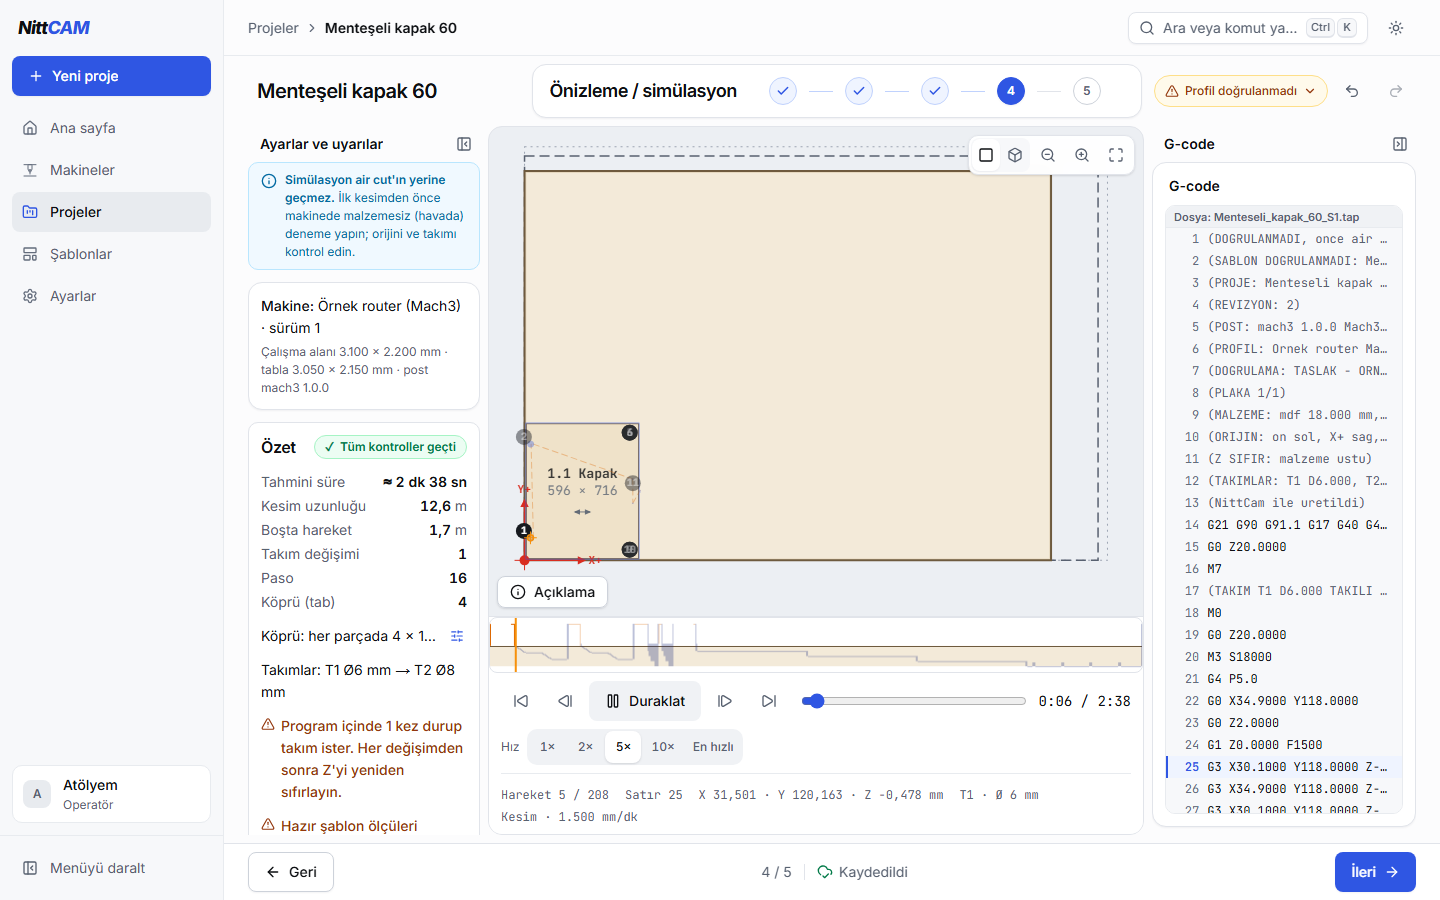 NittCAM
Yeni proje
Ana sayfa
Makineler
Projeler
Şablonlar
Ayarlar
A
Atölyem
Operatör
Menüyü daralt
Projeler > Menteşeli kapak 60
Ara veya komut ya... Ctrl K
Menteşeli kapak 60
Önizleme / simülasyon
4
5
Profil doğrulanmadı
Ayarlar ve uyarılar
Simülasyon air cut'ın yerine
geçmez. İlk kesimden önce
makinede malzemesiz (havada)
deneme yapın; orijini ve takımı
kontrol edin.
Makine: Örnek router (Mach3)
· sürüm 1
Çalışma alanı 3.100 × 2.200 mm ·
tabla 3.050 × 2.150 mm · post
mach3 1.0.0
Özet
✓ Tüm kontroller geçti
Tahmini süre ≈ 2 dk 38 sn
Kesim uzunluğu 12,6 m
Boşta hareket 1,7 m
Takım değişimi 1
Paso 16
Köprü (tab) 4
Köprü: her parçada 4 × 1...
Takımlar: T1 Ø6 mm → T2 Ø8
mm
Program içinde 1 kez durup
takım ister. Her değişimden
sonra Z'yi yeniden
sıfırlayın.
Hazır şablon ölçüleri
2
6
1.1 Kapak
596 × 716
11
Y+
1
10
X+
Açıklama
Duraklat
0:06 / 2:38
Hız
1×
2×
5×
10×
En hızlı
Hareket 5 / 208 Satır 25 X 31,501 · Y 120,163 · Z -0,478 mm T1 · Ø 6 mm
Kesim · 1.500 mm/dk
G-code
G-code
Dosya: Menteseli_kapak_60_S1.tap
1 (DOGRULANMADI, once air …
2 (SABLON DOGRULANMADI: Me…
3 (PROJE: Menteseli kapak …
4 (REVIZYON: 2)
5 (POST: mach3 1.0.0 Mach3…
6 (PROFIL: Ornek router Ma…
7 (DOGRULAMA: TASLAK - ORN…
8 (PLAKA 1/1)
9 (MALZEME: mdf 18.000 mm,…
10 (ORIJIN: on sol, X+ sag,…
11 (Z SIFIR: malzeme ustu)
12 (TAKIMLAR: T1 D6.000, T2…
13 (NittCam ile uretildi)
14 G21 G90 G91.1 G17 G40 G4…
15 G0 Z20.0000
16 M7
17 (TAKIM T1 D6.000 TAKILI …
18 M0
19 G0 Z20.0000
20 M3 S18000
21 G4 P5.0
22 G0 X34.9000 Y118.0000
23 G0 Z2.0000
24 G1 Z0.0000 F1500
25 G3 X30.1000 Y118.0000 Z-…
26 G3 X34.9000 Y118.0000 Z-…
27 G3 X30.1000 Y118.0000 Z-…
Geri
4 / 5
Kaydedildi
İleri